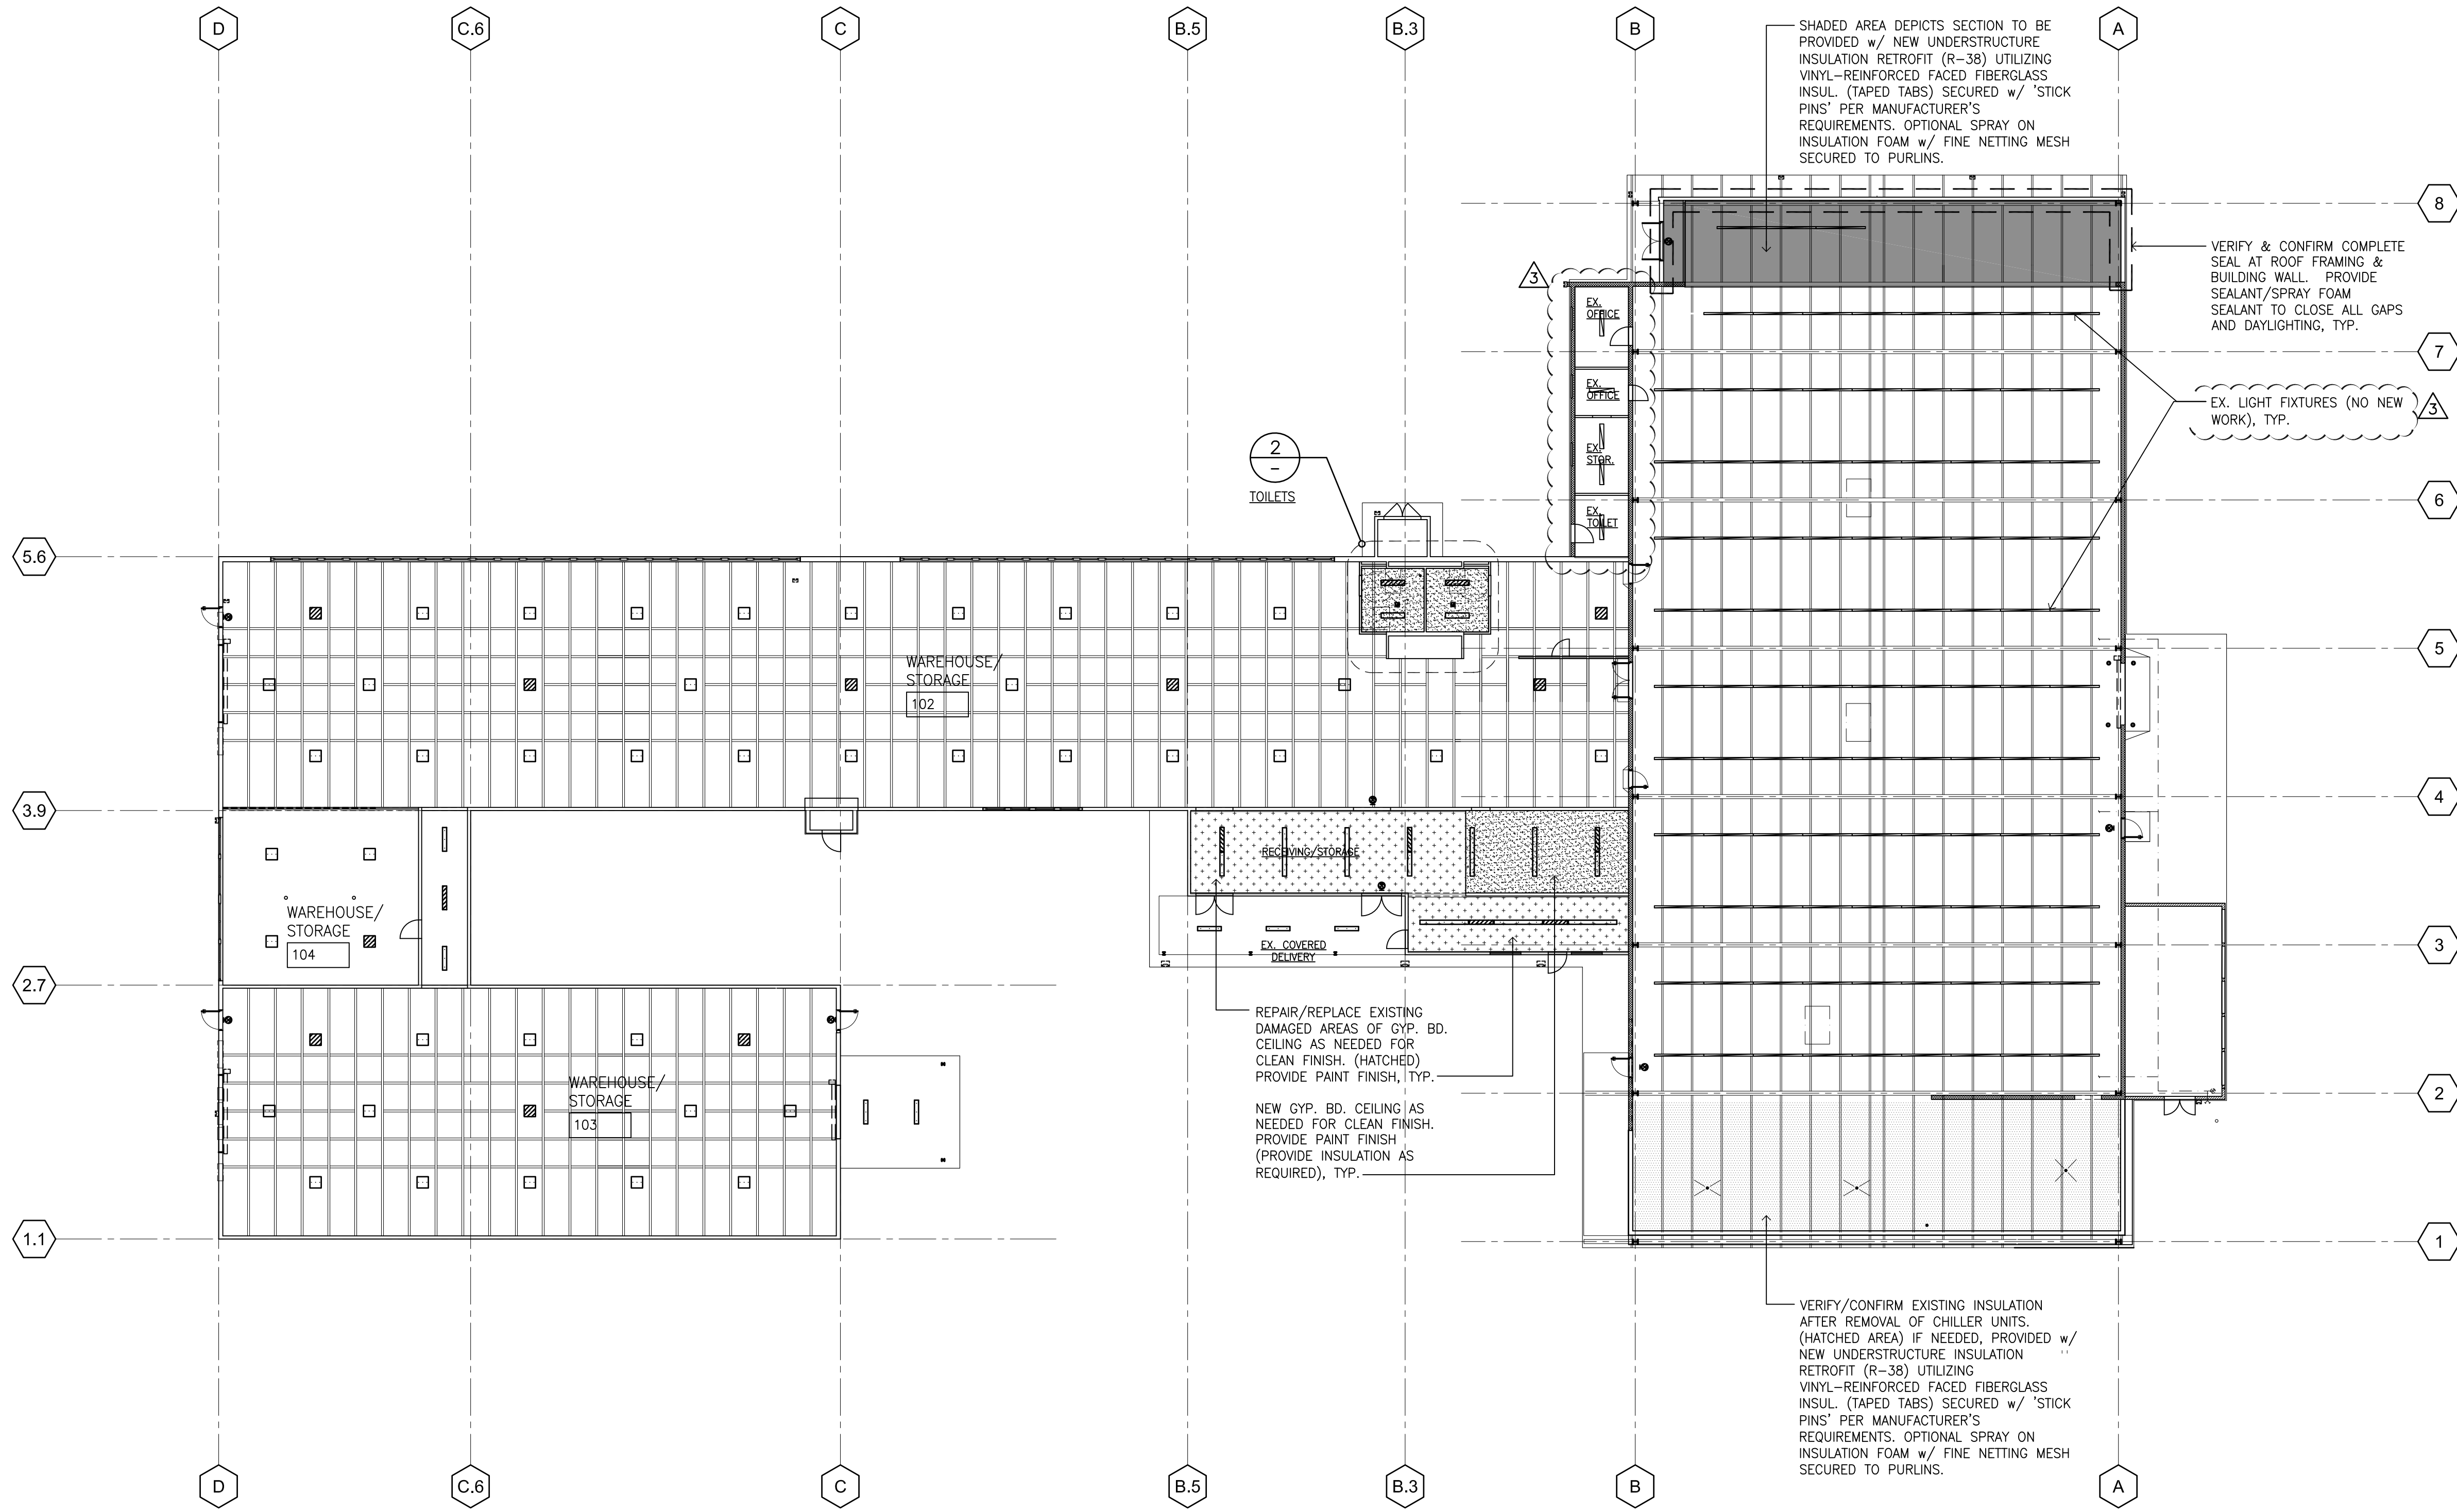 D
C.6
C
B.5
B.3
B
A
SHADED AREA DEPICTS SECTION TO BE
PROVIDED w/ NEW UNDERSTRUCTURE
INSULATION RETROFIT (R-38) UTILIZING
VINYL-REINFORCED FACED FIBERGLASS
INSUL. (TAPED TABS) SECURED w/ 'STICK
PINS' PER MANUFACTURER'S
REQUIREMENTS. OPTIONAL SPRAY ON
INSULATION FOAM w/ FINE NETTING MESH
SECURED TO PURLINS.
8
VERIFY & CONFIRM COMPLETE
SEAL AT ROOF FRAMING &
BUILDING WALL. PROVIDE
SEALANT/SPRAY FOAM
SEALANT TO CLOSE ALL GAPS
AND DAYLIGHTING, TYP.
3
EX.
OFFICE
7
EX.
OFFICE
EX. LIGHT FIXTURES (NO NEW
WORK), TYP.
3
2
-
TOILETS
EX.
STOR.
6
EX.
TOILET
5.6
5
WAREHOUSE/
STORAGE
102
3.9
4
RECEIVING/STORAGE
WAREHOUSE/
STORAGE
104
EX. COVERED
DELIVERY
3
2.7
REPAIR/REPLACE EXISTING
DAMAGED AREAS OF GYP. BD.
CEILING AS NEEDED FOR
CLEAN FINISH. (HATCHED)
PROVIDE PAINT FINISH, TYP.
WAREHOUSE/
STORAGE
103
2
NEW GYP. BD. CEILING AS
NEEDED FOR CLEAN FINISH.
PROVIDE PAINT FINISH
(PROVIDE INSULATION AS
REQUIRED), TYP.
1.1
1
VERIFY/CONFIRM EXISTING INSULATION
AFTER REMOVAL OF CHILLER UNITS.
(HATCHED AREA) IF NEEDED, PROVIDED w/
NEW UNDERSTRUCTURE INSULATION
RETROFIT (R-38) UTILIZING
VINYL-REINFORCED FACED FIBERGLASS
INSUL. (TAPED TABS) SECURED w/ 'STICK
PINS' PER MANUFACTURER'S
REQUIREMENTS. OPTIONAL SPRAY ON
INSULATION FOAM w/ FINE NETTING MESH
SECURED TO PURLINS.
D
C.6
C
B.5
B.3
B
A